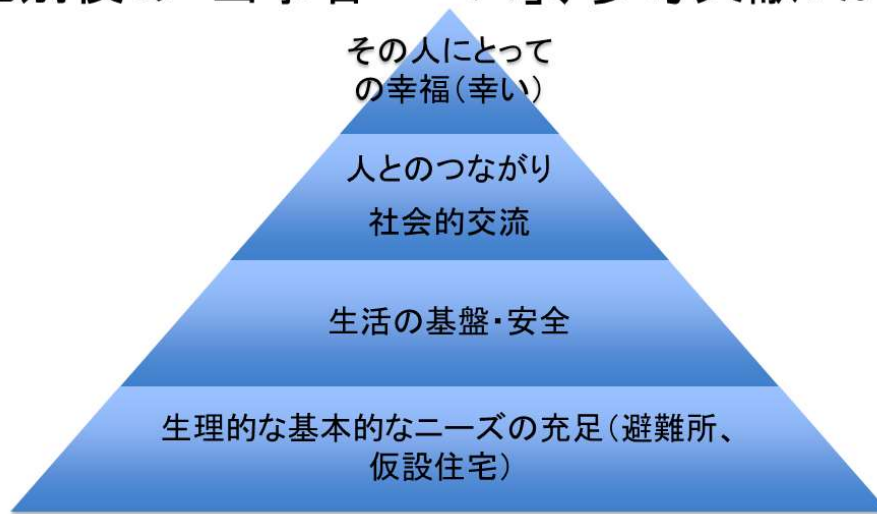 その人にとって
の幸福(幸い)
人とのつながり
社会的交流
生活の基盤・安全
生理的な基本的なニーズの充足(避難所、
仮設住宅)